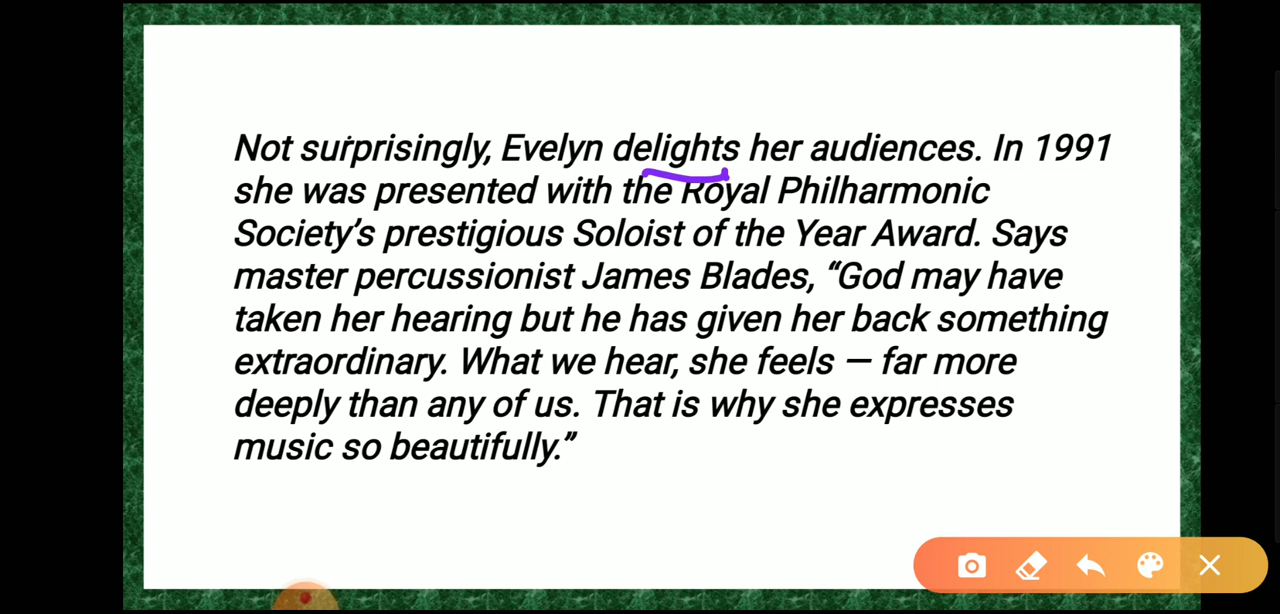 Not surprisingly, Evelyn delights her audiences. In 1991
she was presented with the Royal Philharmonic
Society’s prestigious Soloist of the Year Award. Says
master percussionist James Blades, “God may have
taken her hearing but he has given her back something
extraordinary. What we hear, she feels — far more
deeply than any of us. That is why she expresses
music so beautifully.”